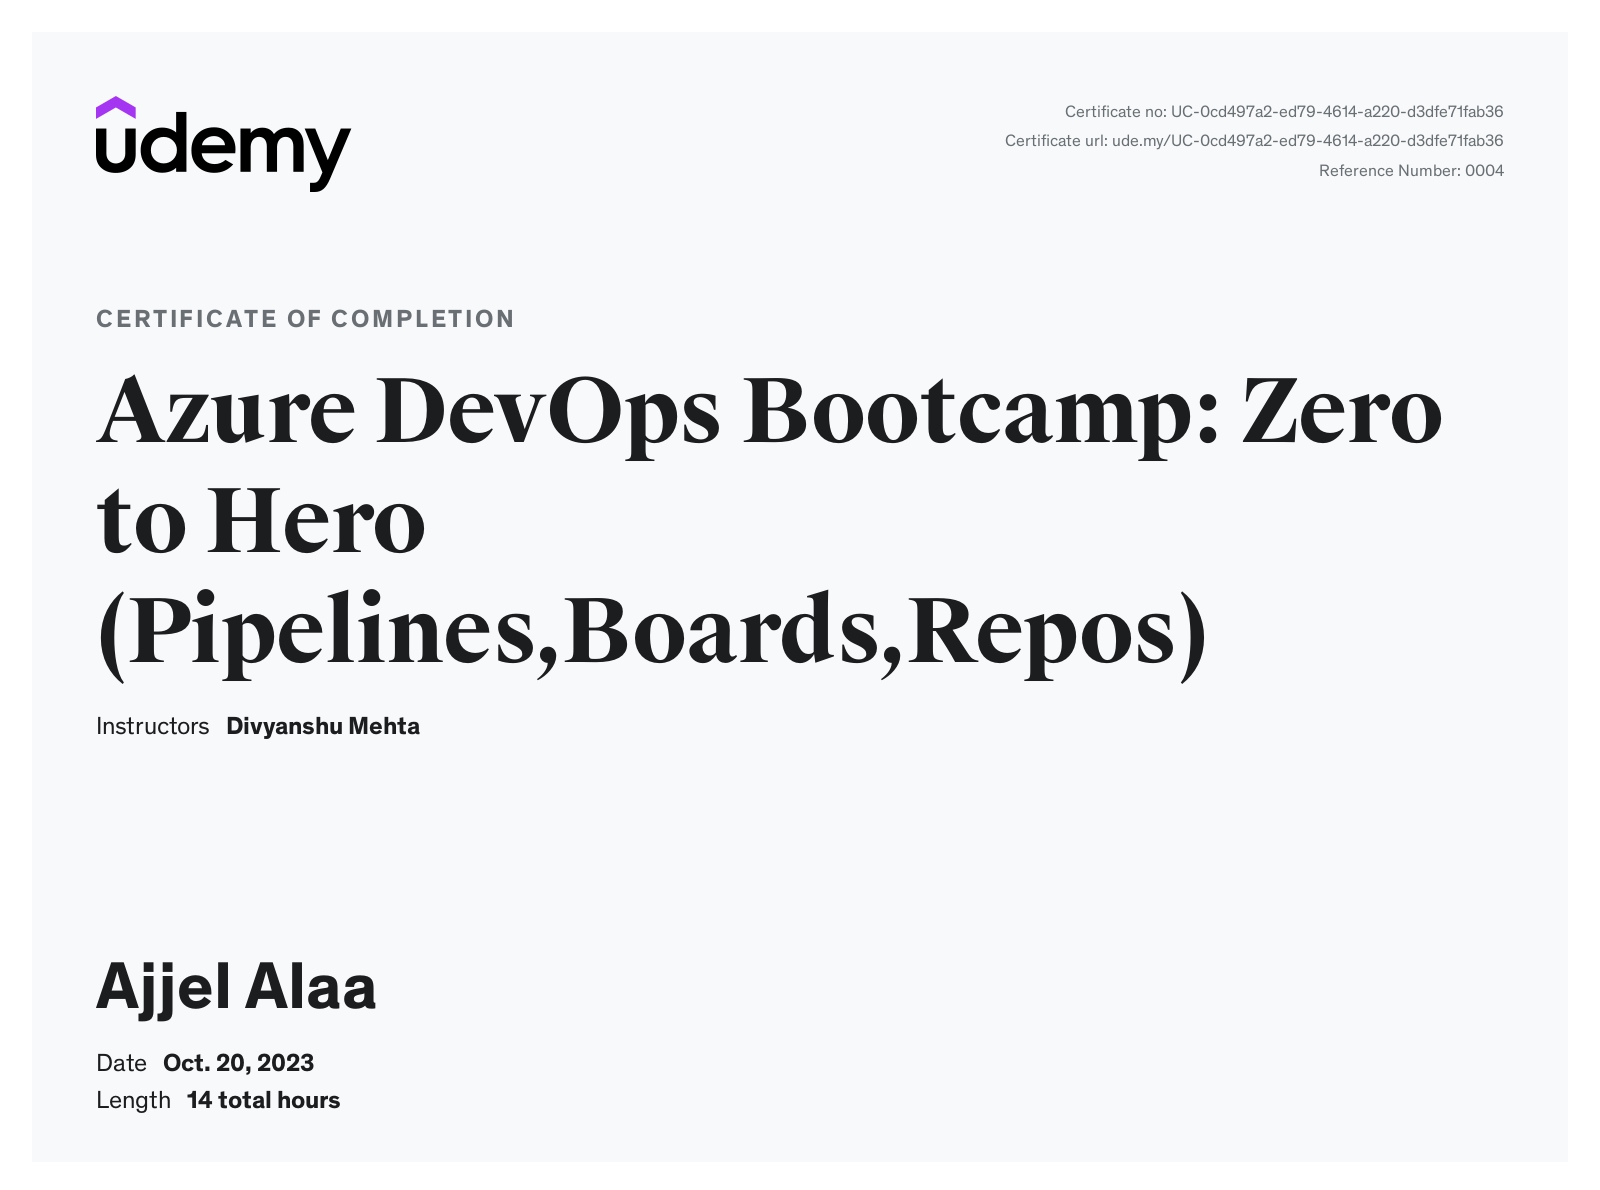 udemy
Certificate no: UC-0cd497a2-ed79-4614-a220-d3dfe71fab36
Certificate url: ude.my/UC-0cd497a2-ed79-4614-a220-d3dfe71fab36
Reference Number: 0004
CERTIFICATE OF COMPLETION
Azure DevOps Bootcamp: Zero
to Hero
(Pipelines,Boards,Repos)
Instructors Divyanshu Mehta
Ajjel Alaa
Date Oct. 20, 2023
Length 14 total hours